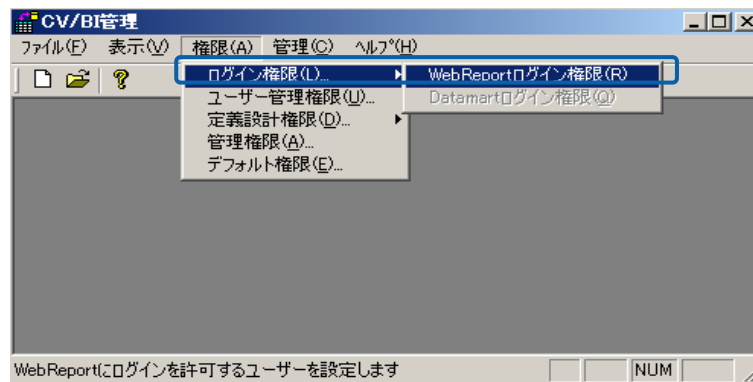 CV/BI管理
ファイル(F) 表示(V) 権限(A) 管理(C) ヘルプ(H)
ログイン権限(L)... WebReportログイン権限(R)
ユーザー管理権限(U)... Datamartログイン権限(Q)
定義設計権限(D)...
管理権限(A)...
デフォルト権限(E)...
WebReportにログインを許可するユーザーを設定します NUM